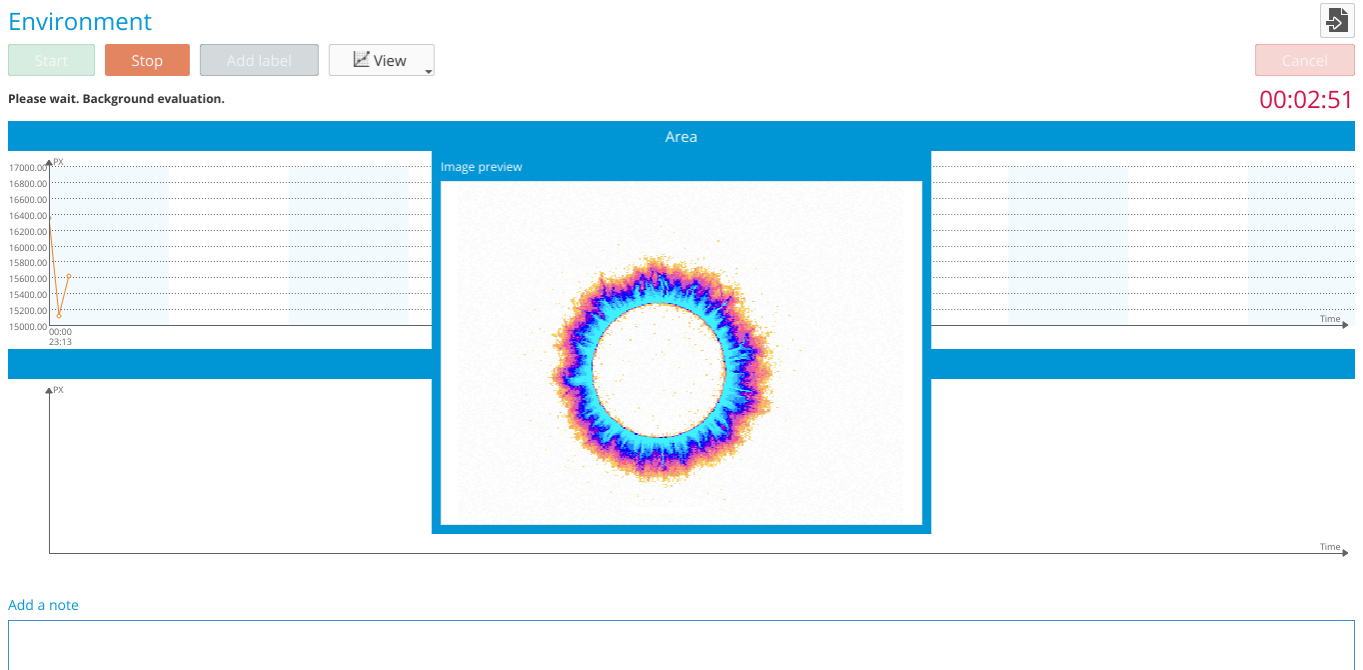 Environment
Start
Stop
Add label
View
Cancel
Please wait. Background evaluation.
00:02:51
Area
Image preview
PX
17000.00
16800.00
16600.00
16400.00
16200.00
16000.00
15800.00
15600.00
15400.00
15200.00
15000.00
00:00
23:13
Time
PX
Time
Add a note